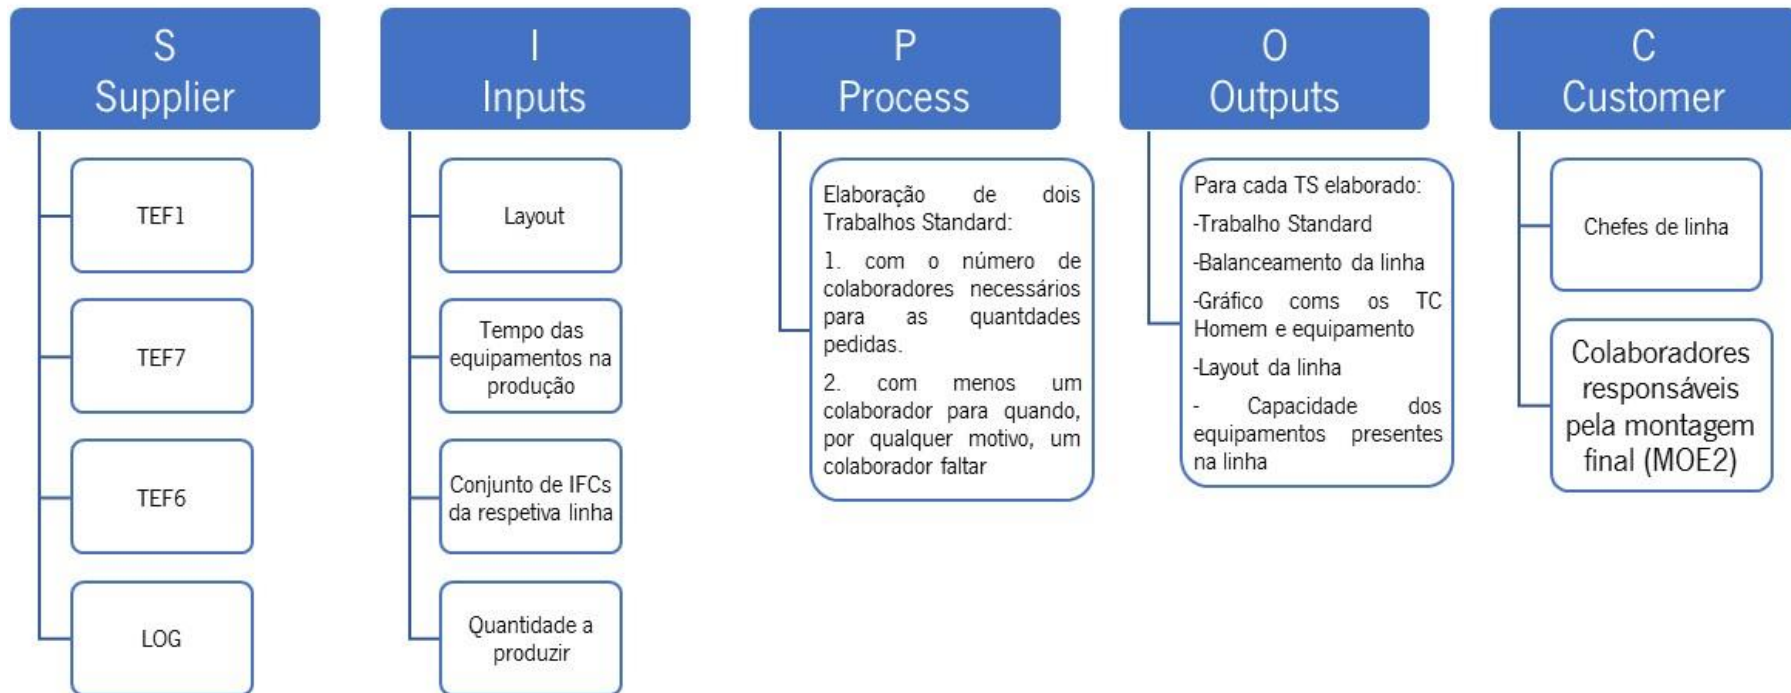 S
Supplier
TEF1
TEF7
TEF6
LOG
I
Inputs
Layout
Tempo das
equipamentos na
produção
Conjunto de IFCs
da respetiva linha
Quantidade a
produzir
P
Process
Elaboração de dois
Trabalhos Standard:
1. com o número de
colaboradores necessários
para as quantdades
pedidas.
2. com menos um
colaborador para quando,
por qualquer motivo, um
colaborador faltar
O
Outputs
Para cada TS elaborado:
-Trabalho Standard
-Balanceamento da linha
-Gráfico coms os TC
Homem e equipamento
-Layout da linha
- Capacidade dos
equipamentos presentes
na linha
C
Customer
Chefes de linha
Colaboradores
responsáveis
pela montagem
final (MOE2)